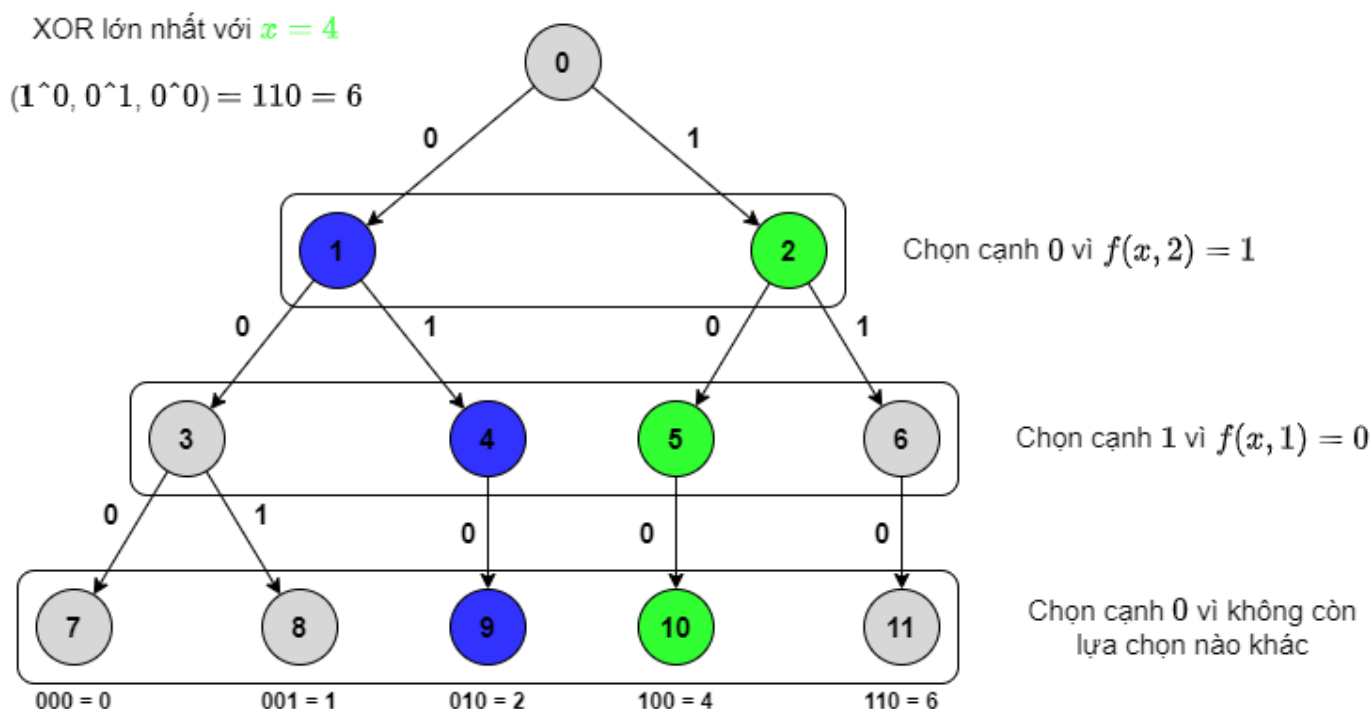 XOR lớn nhất với x = 4
(1^0, 0^1, 0^0) = 110 = 6
0
0
1
1
2
Chọn cạnh 0 vì f(x, 2) = 1
0
1
0
1
3
4
5
6
Chọn cạnh 1 vì f(x, 1) = 0
0
1
0
0
0
7
8
9
10
11
Chọn cạnh 0 vì không còn
lựa chọn nào khác
000 = 0
001 = 1
010 = 2
100 = 4
110 = 6